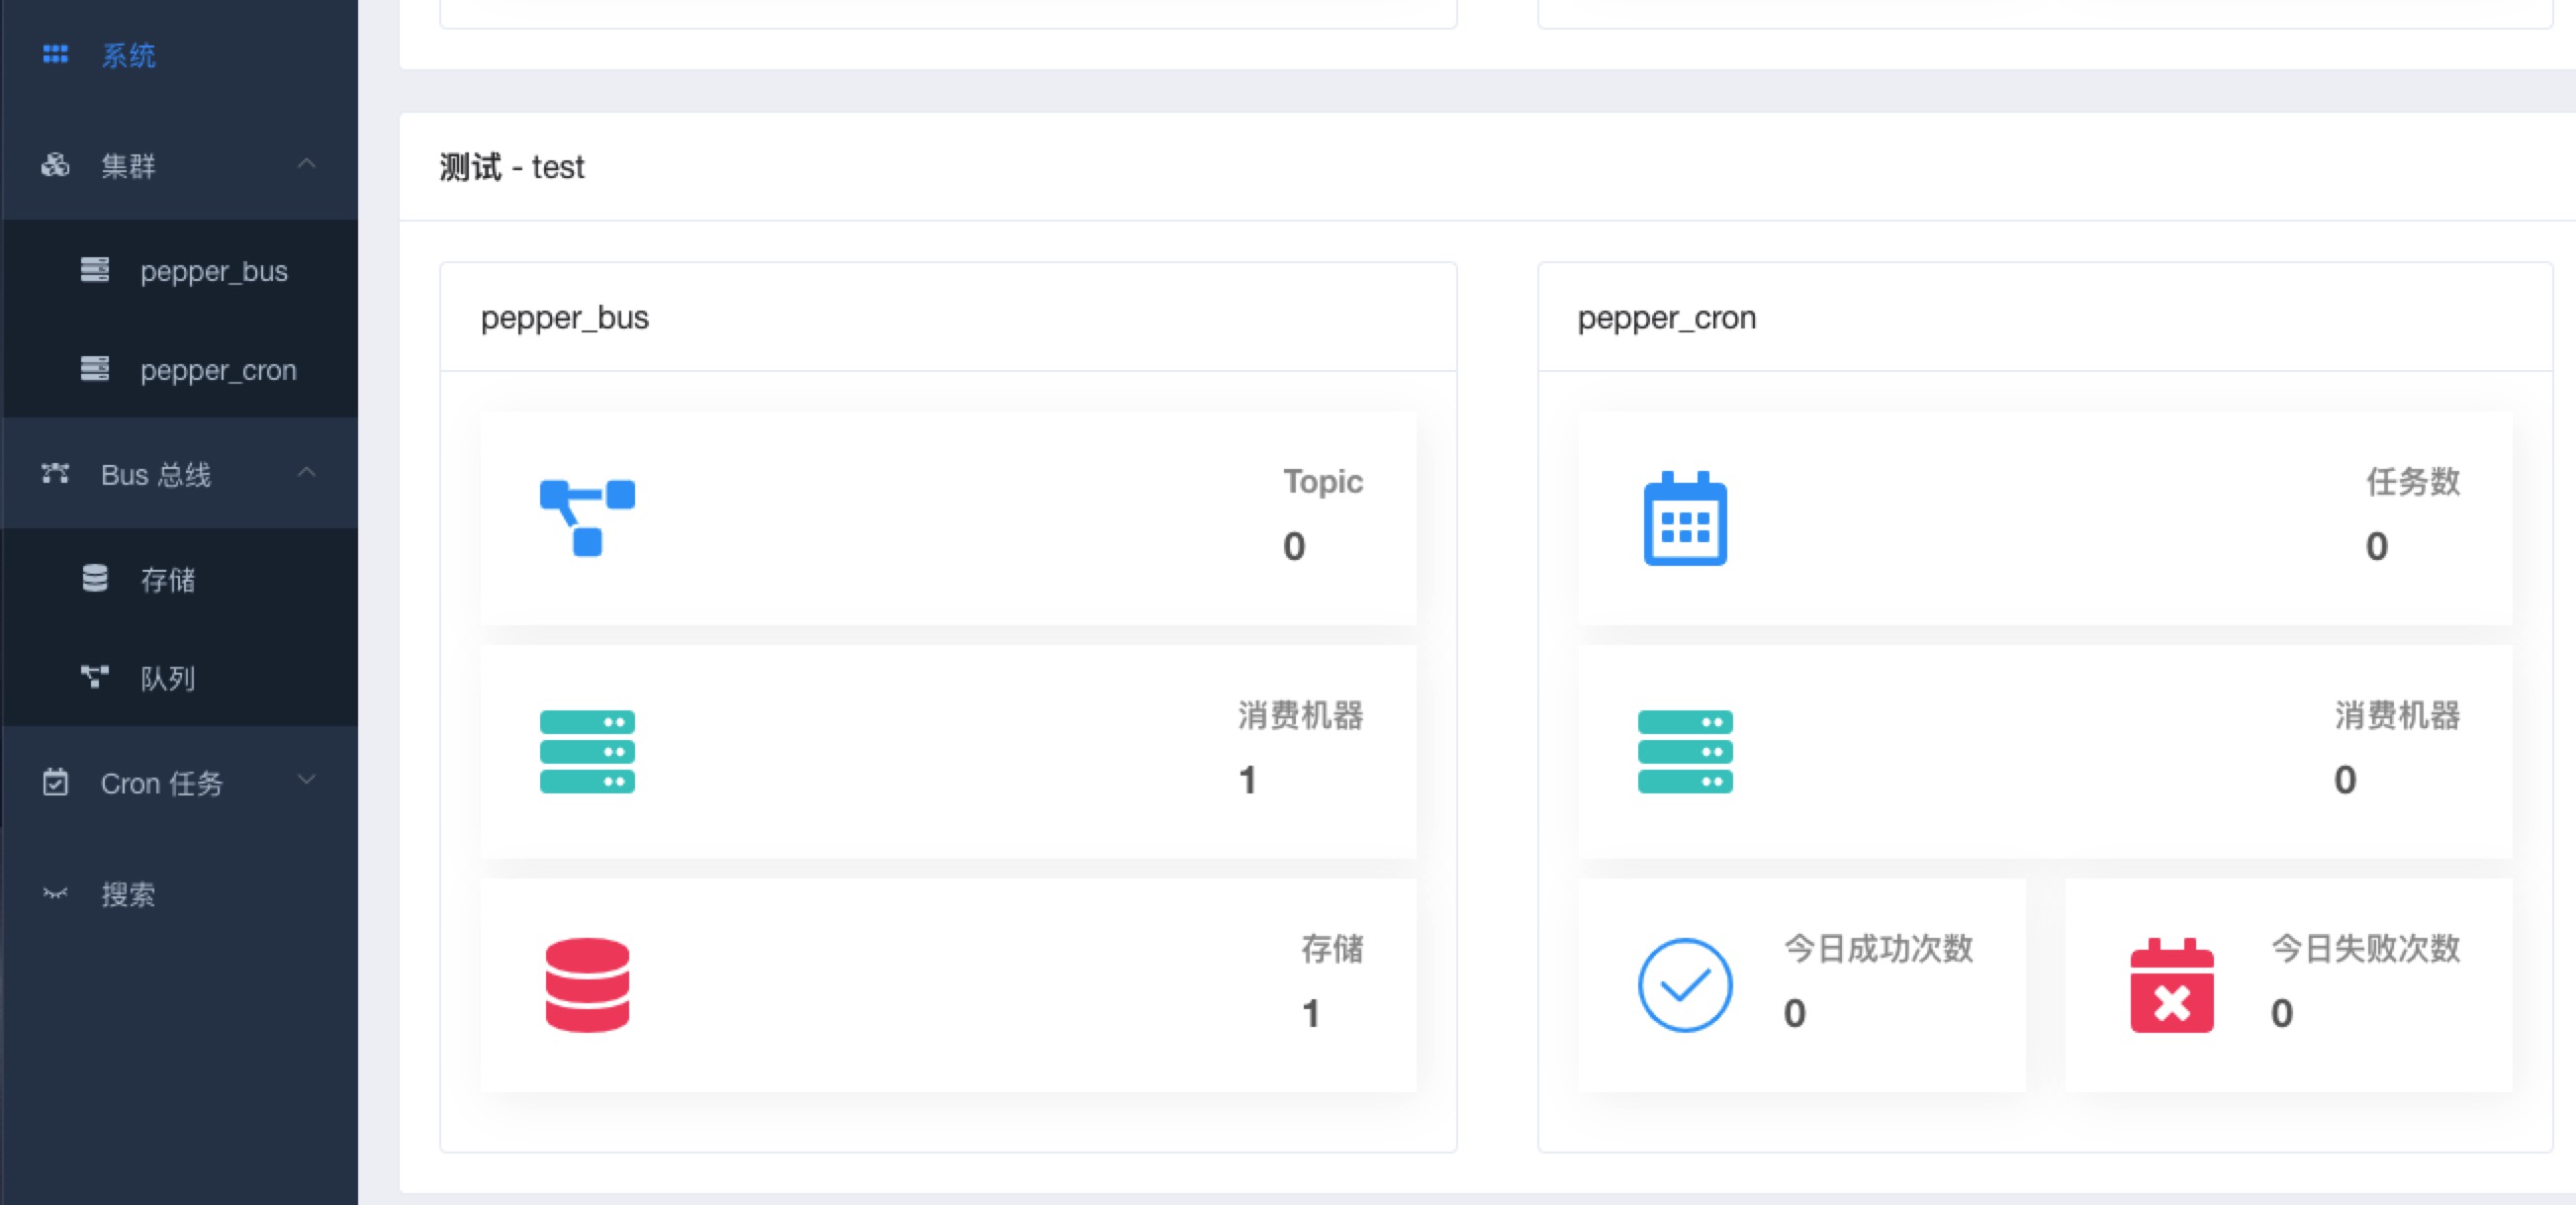 系统
集群
pepper_bus
pepper_cron
Bus 总线
存储
队列
Cron 任务
搜索
测试 - test
pepper_bus
Topic
0
消费机器
1
存储
1
pepper_cron
任务数
0
消费机器
0
今日成功次数
0
今日失败次数
0